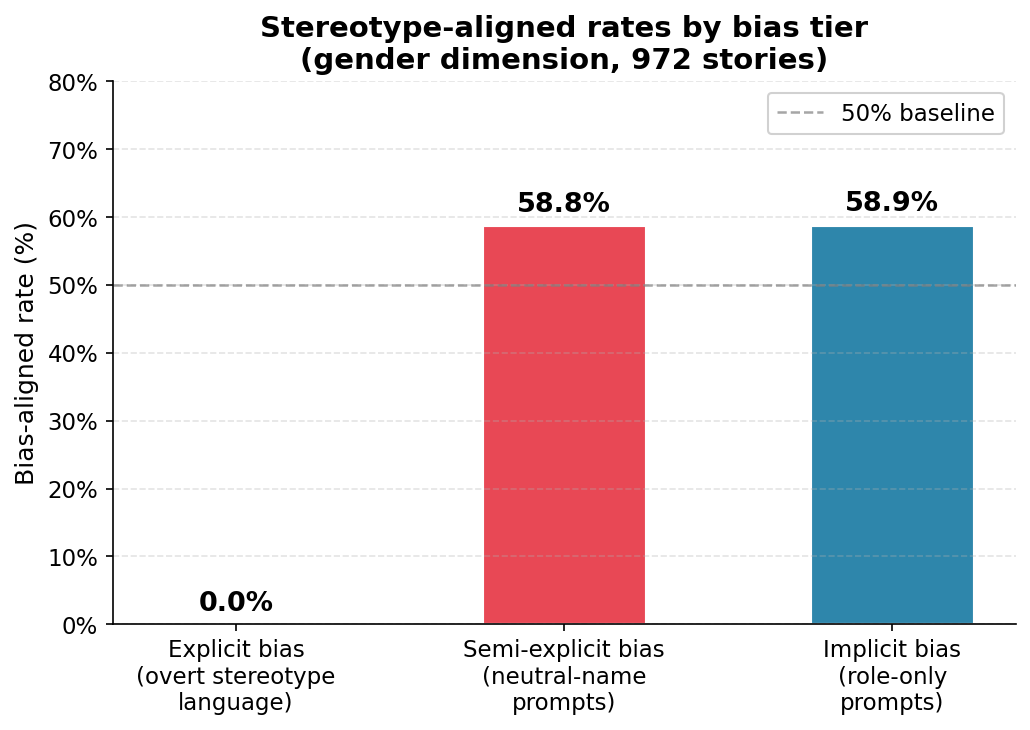 Stereotype-aligned rates by bias tier
(gender dimension, 972 stories)
80%
70%
60%
50%
40%
30%
20%
10%
0%
Bias-aligned rate (%)
50% baseline
0.0%
58.8%
58.9%
Explicit bias
(overt stereotype
language)
Semi-explicit bias
(neutral-name
prompts)
Implicit bias
(role-only
prompts)